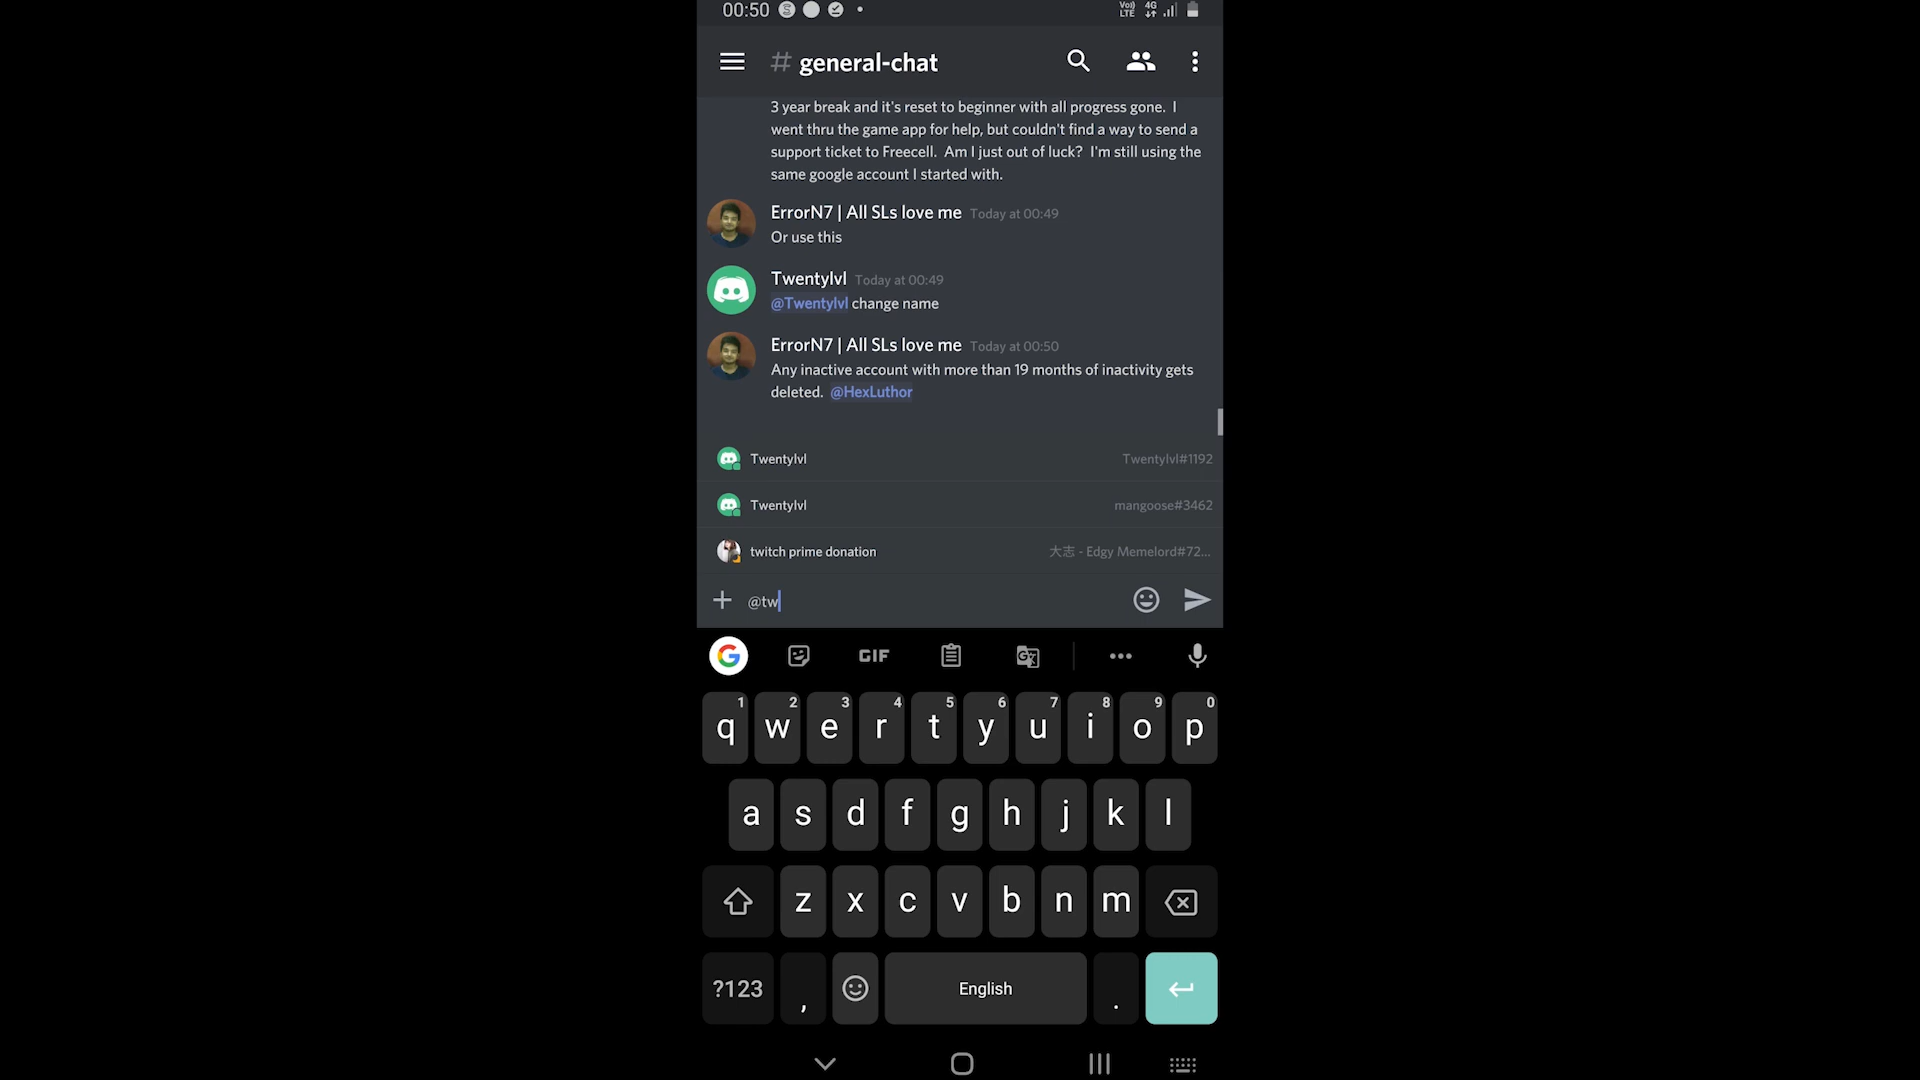 00:50
Vo)) LTE 4G
# general-chat
3 year break and it's reset to beginner with all progress gone. I
went thru the game app for help, but couldn't find a way to send a
support ticket to Freecell. Am I just out of luck? I'm still using the
same google account I started with.
ErrorN7 | All SLs love me Today at 00:49
Or use this
Twentylvl Today at 00:49
@Twentylvl change name
ErrorN7 | All SLs love me Today at 00:50
Any inactive account with more than 19 months of inactivity gets
deleted. @HexLuthor
Twentylvl Twentylvl#1192
Twentylvl mangoose#3462
twitch prime donation 大志 - Edgy Memelord#72...
@tw
G GIF
1 2 3 4 5 6 7 8 9 0
q w e r t y u i o p
a s d f g h j k l
z x c v b n m
?123 , English .